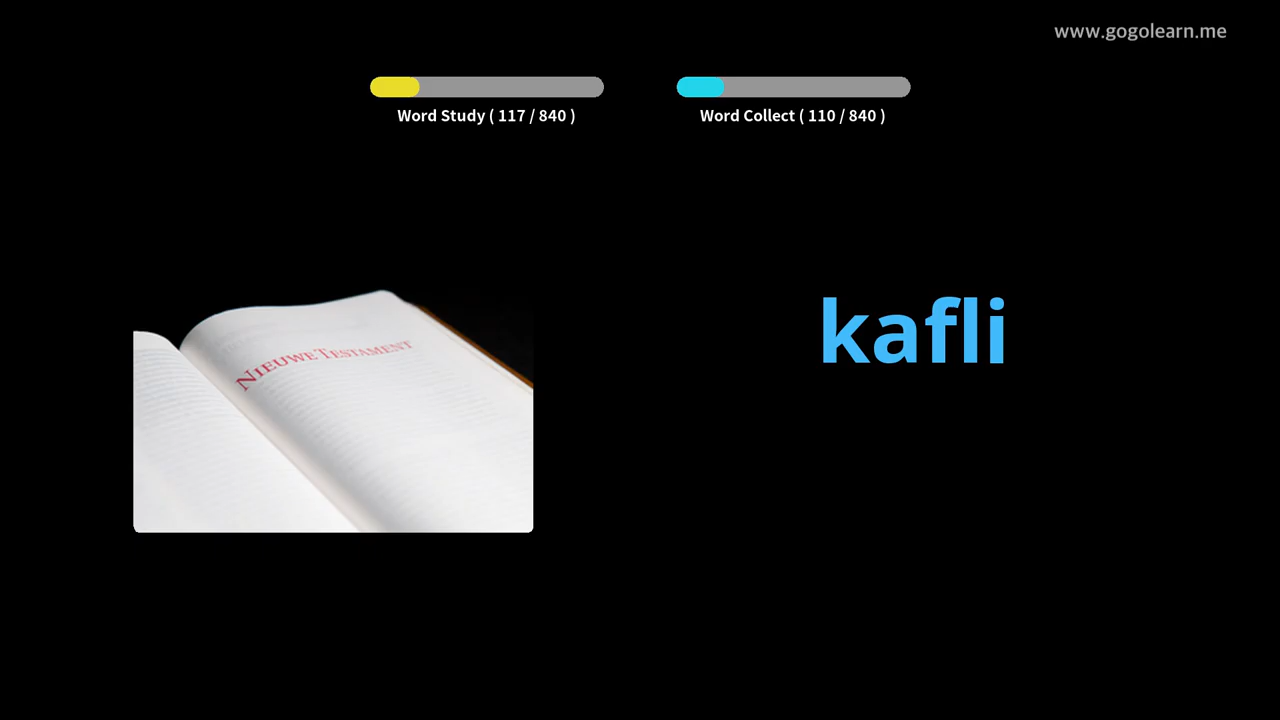 www.gogolearn.me
Word Study ( 117 / 840 )
Word Collect ( 110 / 840 )
NIEUWE TESTAMENT
kafli